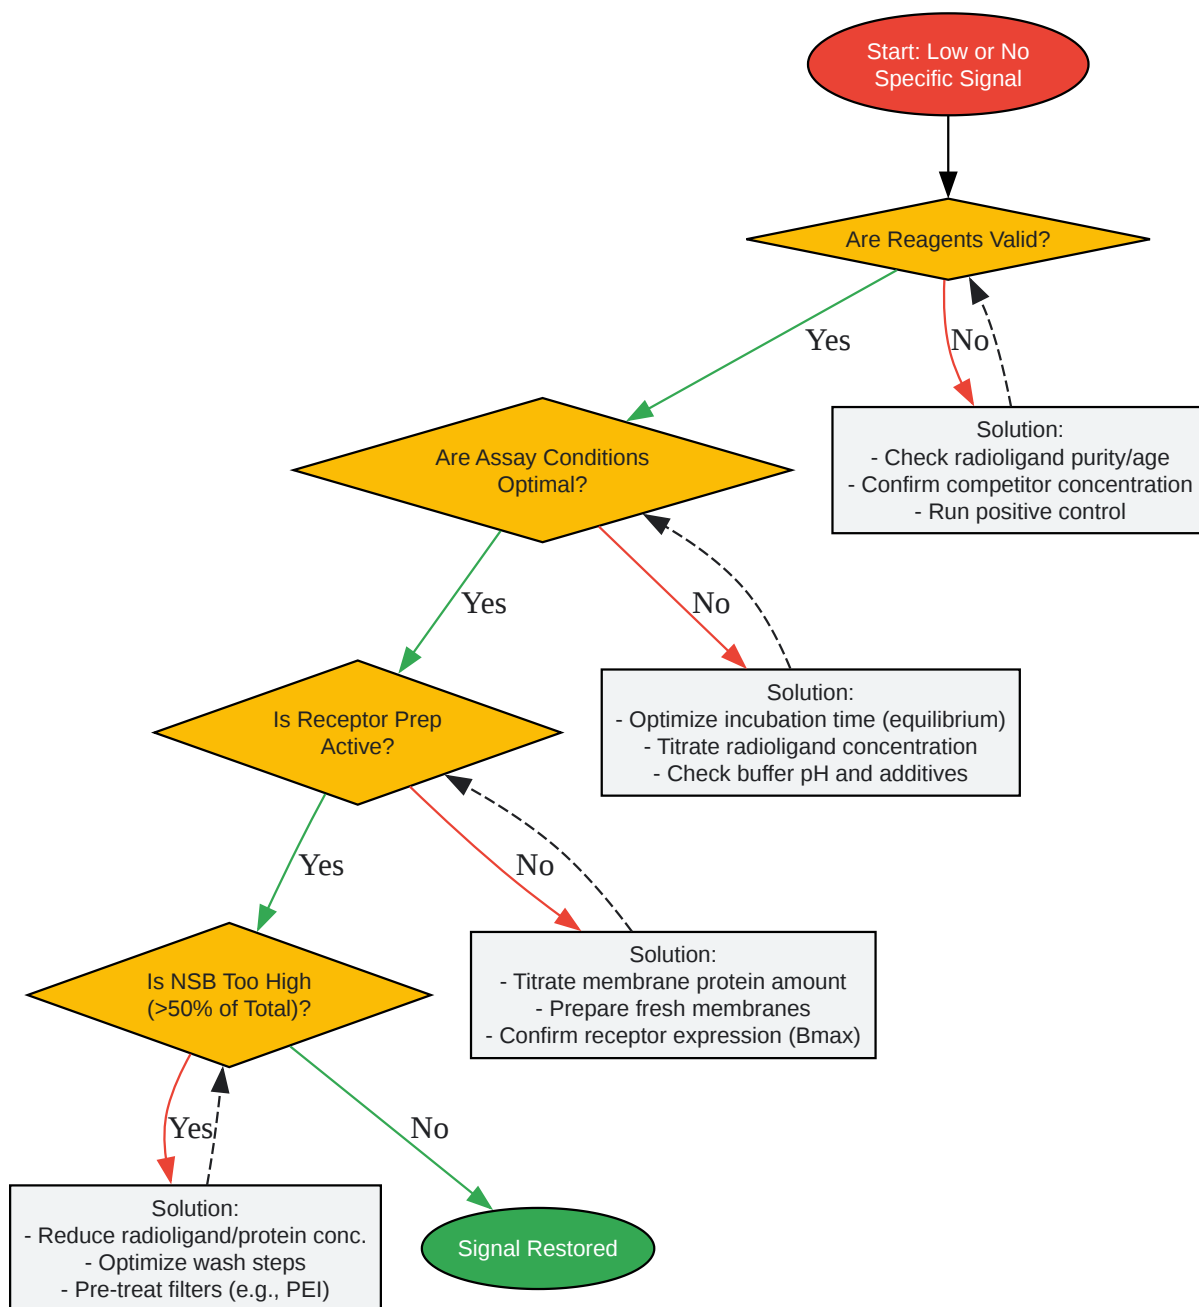 Start: Low or No
Specific Signal
Are Reagents Valid?
Yes
No
Solution:
- Check radioligand purity/age
- Confirm competitor concentration
- Run positive control
Are Assay Conditions
Optimal?
Yes
No
Solution:
- Optimize incubation time (equilibrium)
- Titrate radioligand concentration
- Check buffer pH and additives
Is Receptor Prep
Active?
Yes
No
Solution:
- Titrate membrane protein amount
- Prepare fresh membranes
- Confirm receptor expression (Bmax)
Is NSB Too High
(>50% of Total)?
Yes
No
Solution:
- Reduce radioligand/protein conc.
- Optimize wash steps
- Pre-treat filters (e.g., PEI)
Signal Restored